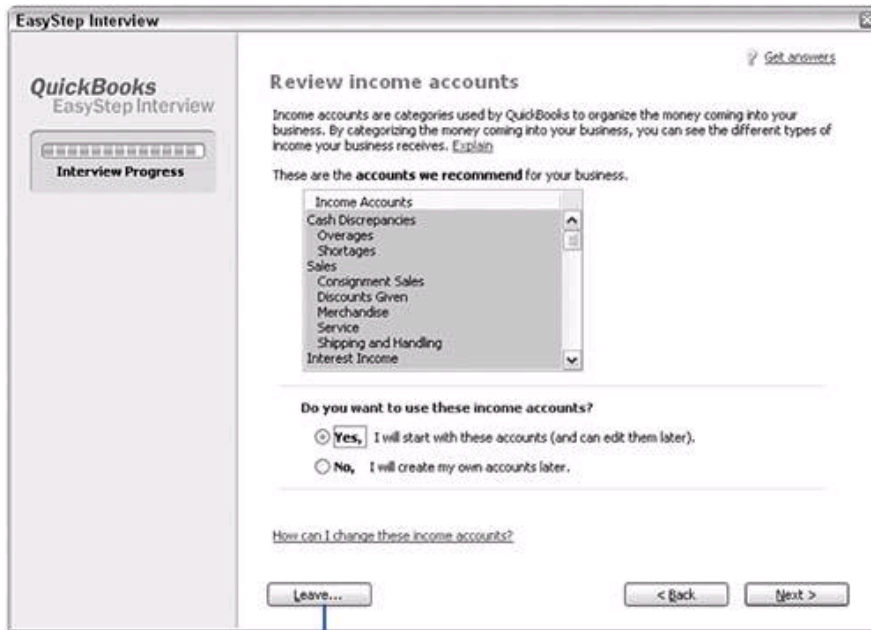 EasyStep Interview
QuickBooks
EasyStep Interview
Interview Progress
? Get answers
Review income accounts
Income accounts are categories used by QuickBooks to organize the money coming into your
business. By categorizing the money coming into your business, you can see the different types of
income your business receives. Explain
These are the accounts we recommend for your business.
Income Accounts
Cash Discrepancies
Overages
Shortages
Sales
Consignment Sales
Discounts Given
Merchandise
Service
Shipping and Handling
Interest Income
Do you want to use these income accounts?
Yes, I will start with these accounts (and can edit them later).
No, I will create my own accounts later.
How can I change these income accounts?
Leave...
< Back
Next >